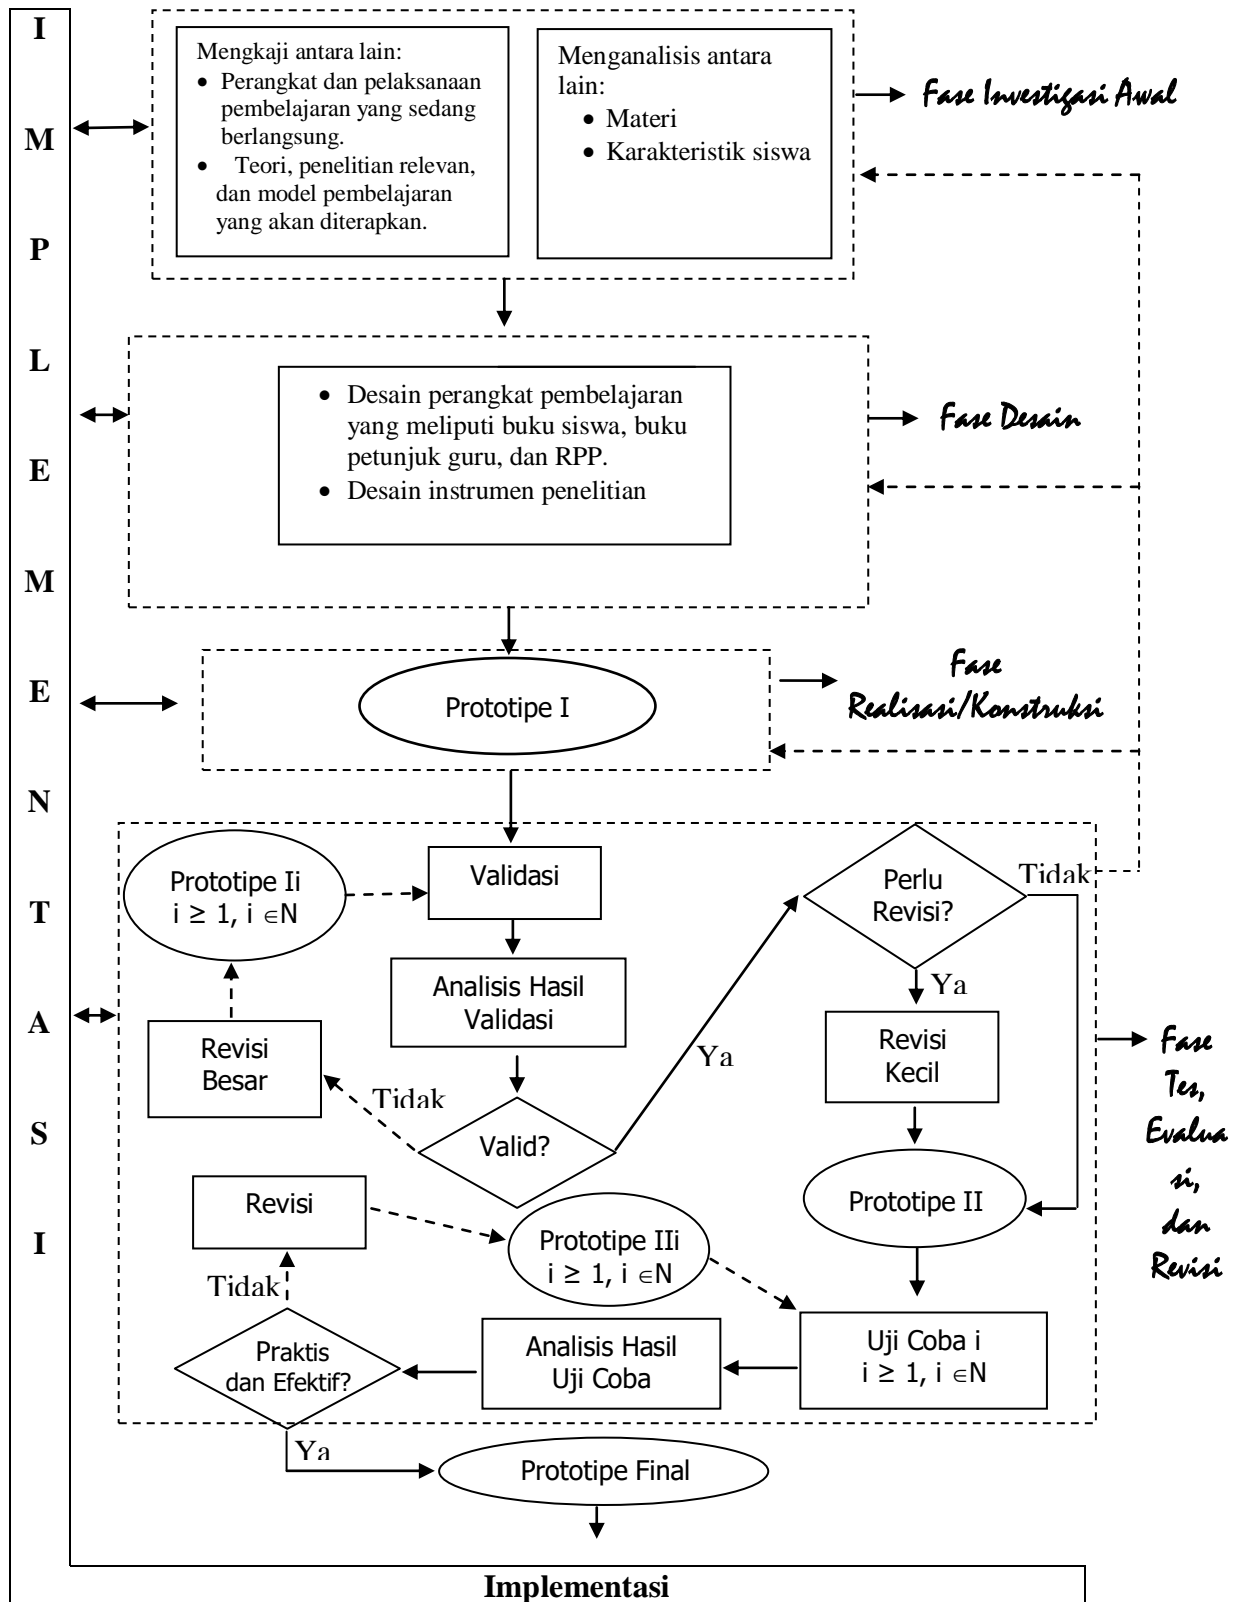 I
M
P
L
E
M
E
N
T
A
S
I
Mengkaji antara lain:
• Perangkat dan pelaksanaan
pembelajaran yang sedang
berlangsung.
• Teori, penelitian relevan,
dan model pembelajaran
yang akan diterapkan.
Menganalisis antara
lain:
• Materi
• Karakteristik siswa
Fase Investigasi Awal
• Desain perangkat pembelajaran
yang meliputi buku siswa, buku
petunjuk guru, dan RPP.
• Desain instrumen penelitian
Fase Desain
Prototipe I
Fase
Realisasi/Konstruksi
Prototipe Ii
i ≥ 1, i ∈N
Validasi
Perlu
Revisi?
Tidak
Analisis Hasil
Validasi
Ya
Revisi
Besar
Revisi
Kecil
Ya
Tidak
Valid?
Fase
Tes,
Evalua
si,
dan
Revisi
Revisi
Prototipe IIi
i ≥ 1, i ∈N
Prototipe II
Tidak
Praktis
dan Efektif?
Analisis Hasil
Uji Coba
Uji Coba i
i ≥ 1, i ∈N
Ya
Prototipe Final
Implementasi